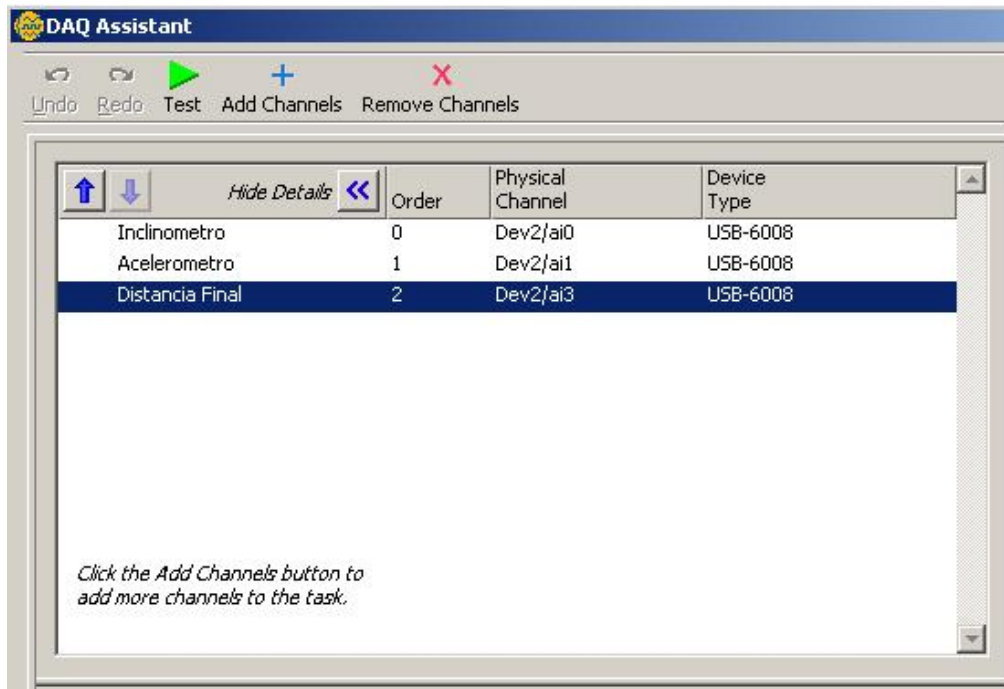 DAQ Assistant
Undo Redo Test Add Channels Remove Channels
Hide Details Order Physical Channel Device Type
Inclinometro 0 Dev2/ai0 USB-6008
Acelerometro 1 Dev2/ai1 USB-6008
Distancia Final 2 Dev2/ai3 USB-6008
Click the Add Channels button to
add more channels to the task.